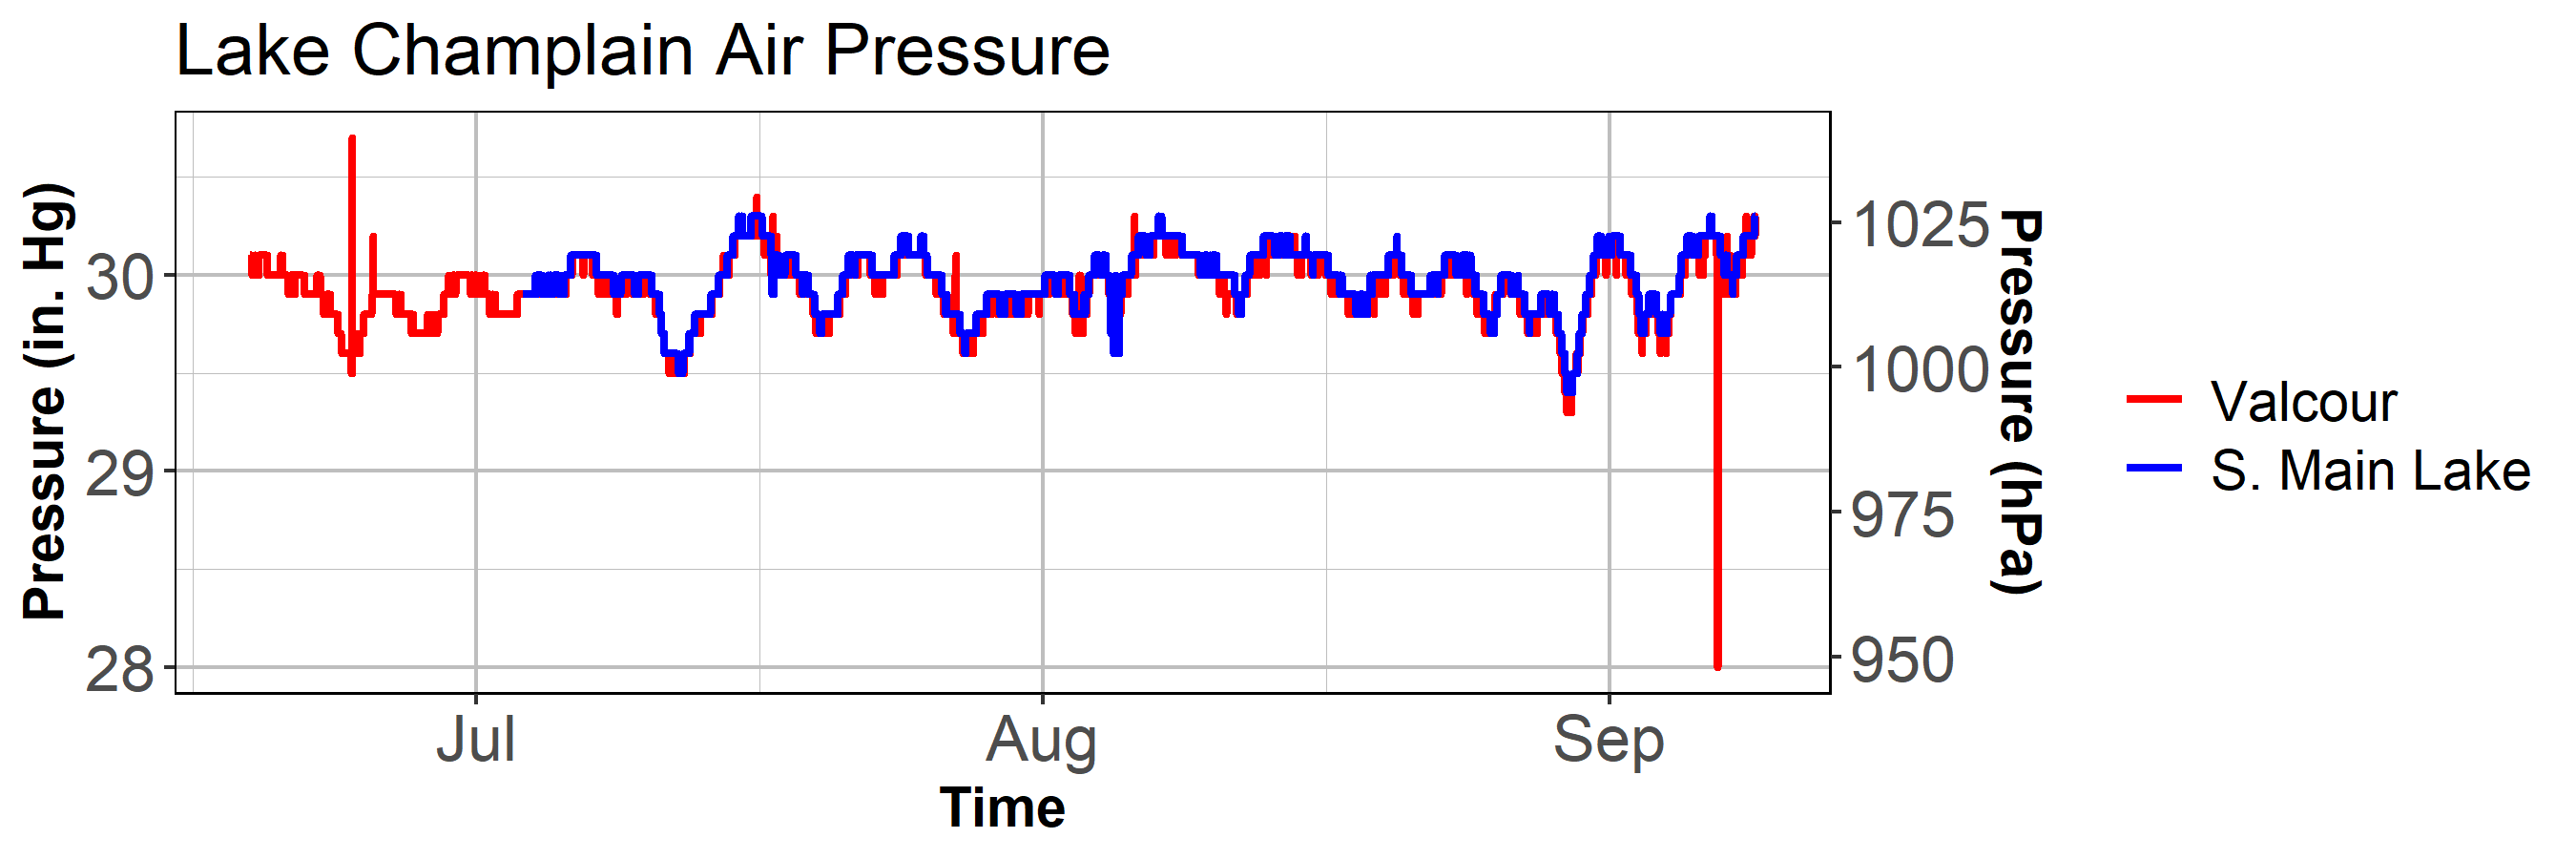 Lake Champlain Air Pressure
Pressure (in. Hg)
30
29
28
1025
1000
975
950
Pressure (hPa)
Jul
Aug
Sep
Time
Valcour
S. Main Lake